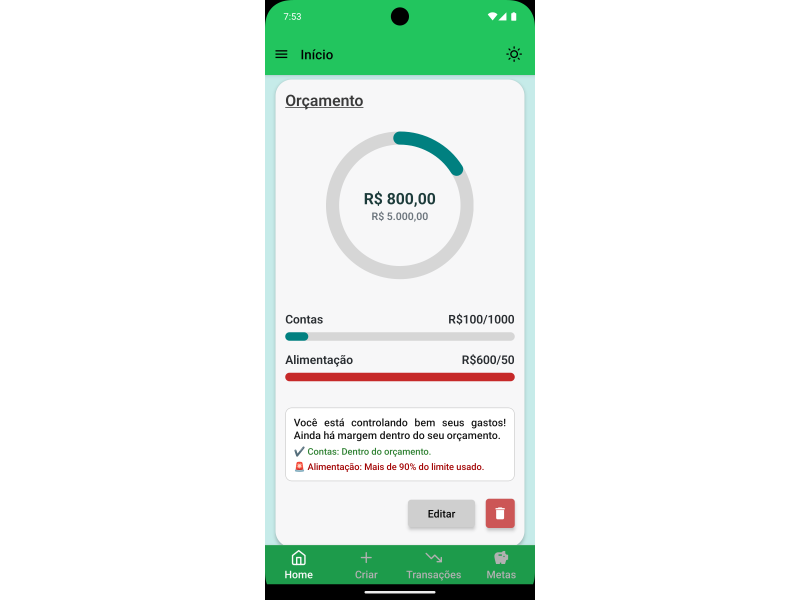 7:53
Início
Orçamento
R$ 800,00
R$ 5.000,00
Contas R$100/1000
Alimentação R$600/50
Você está controlando bem seus gastos!
Ainda há margem dentro do seu orçamento.
✔️ Contas: Dentro do orçamento.
🚨 Alimentação: Mais de 90% do limite usado.
Editar
Home Criar Transações Metas